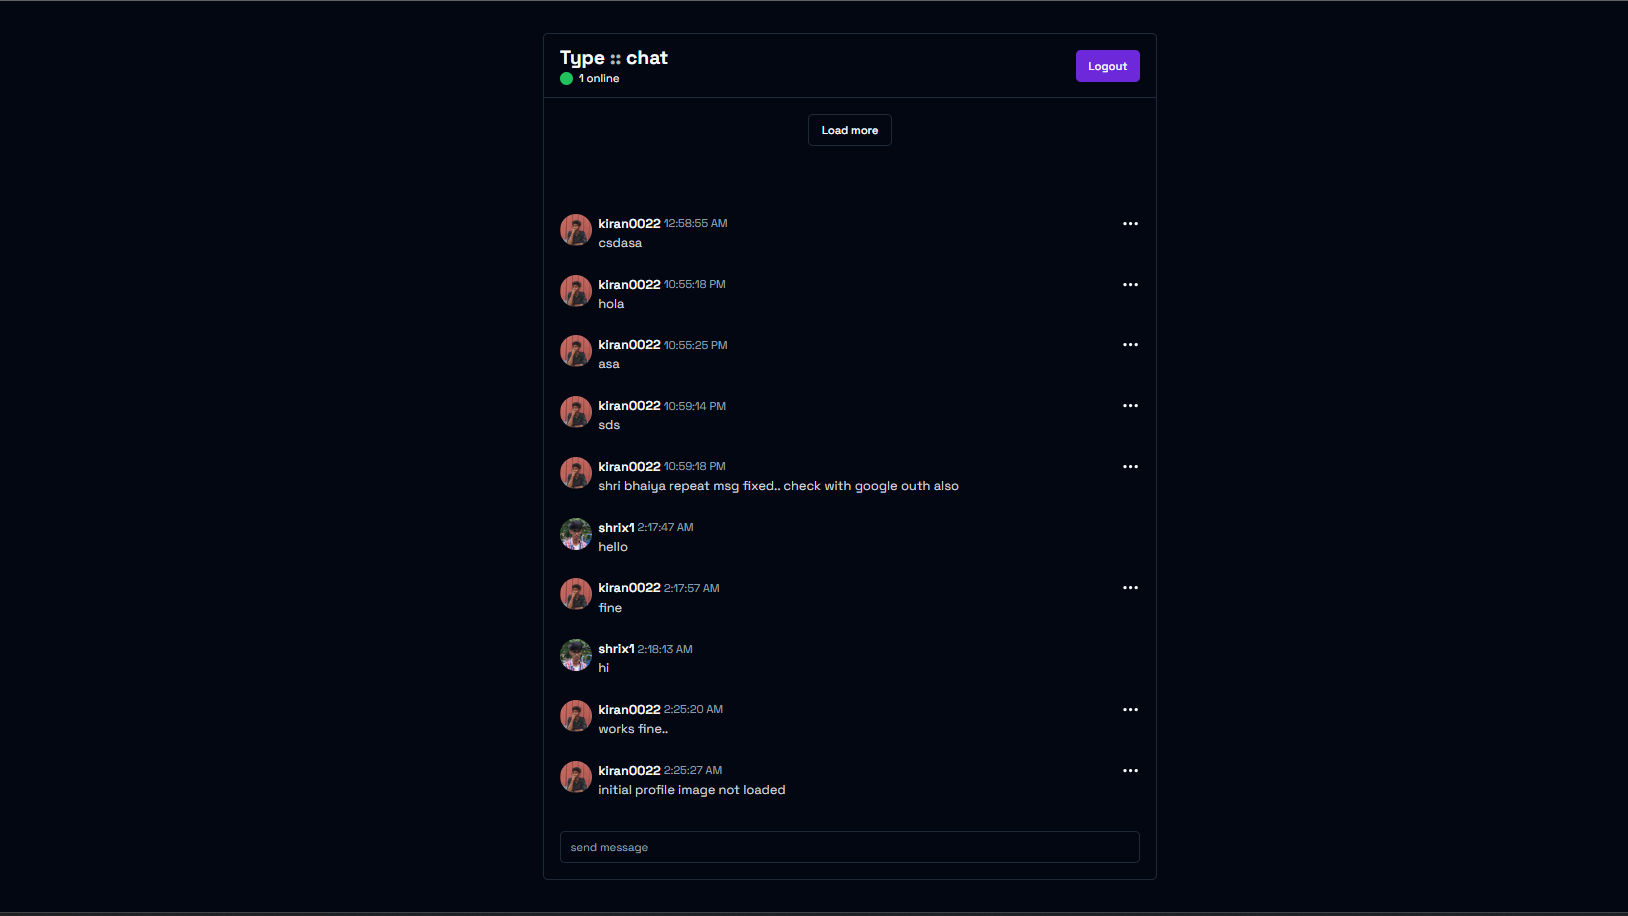 Type :: chat
1 online
Logout
Load more
kiran0022 12:58:55 AM
csdasa
kiran0022 10:55:18 PM
hola
kiran0022 10:55:25 PM
asa
kiran0022 10:59:14 PM
sds
kiran0022 10:59:18 PM
shri bhaiya repeat msg fixed.. check with google outh also
shrix1 2:17:47 AM
hello
kiran0022 2:17:57 AM
fine
shrix1 2:18:13 AM
hi
kiran0022 2:25:20 AM
works fine..
kiran0022 2:25:27 AM
initial profile image not loaded
send message